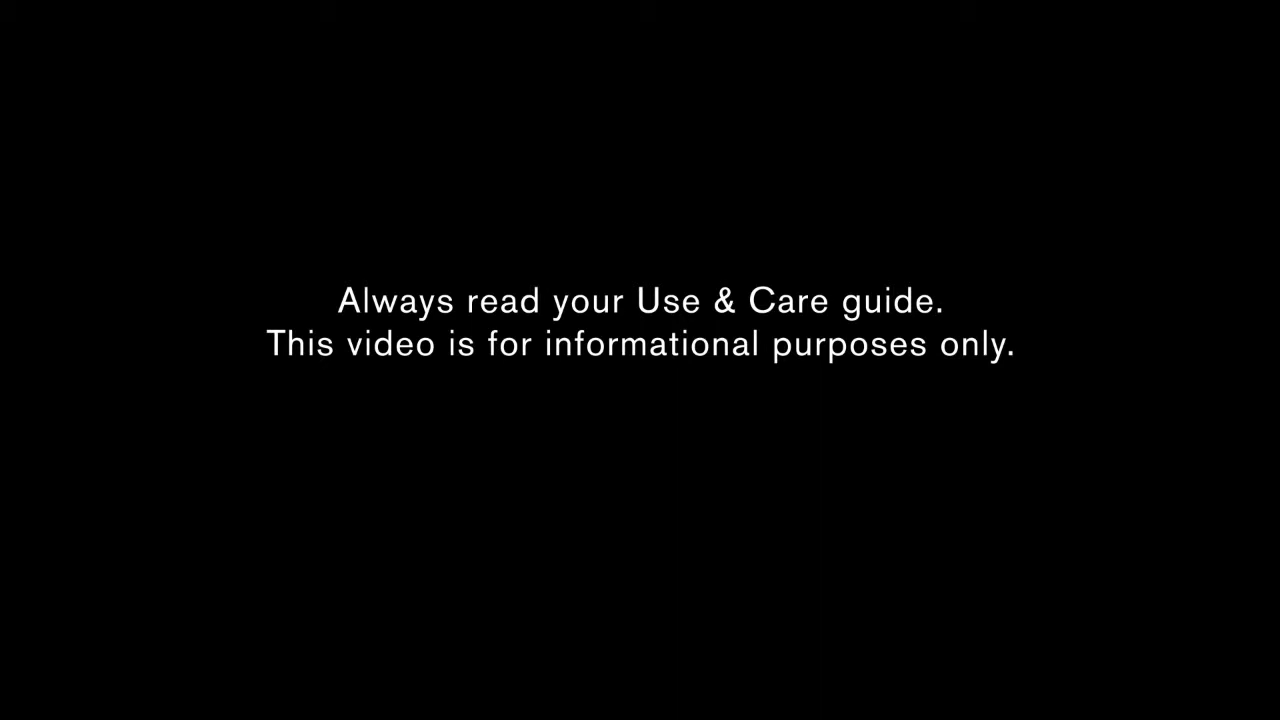 Always read your Use & Care guide.
This video is for informational purposes only.